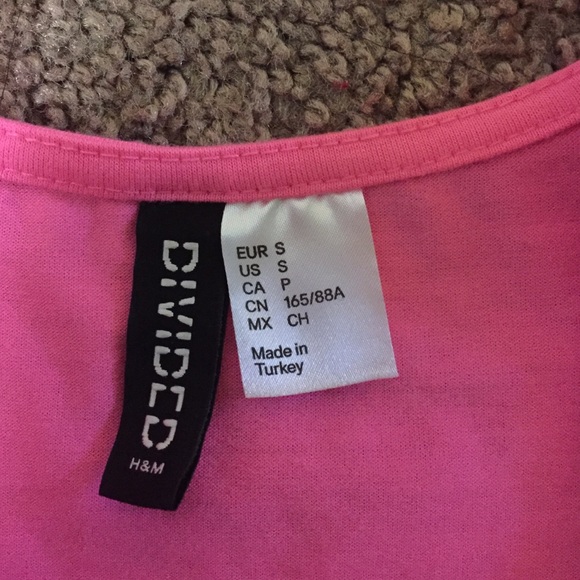 DIVIDED
H&M
EUR S
US S
CA P
CN 165/88A
MX CH
Made in
Turkey